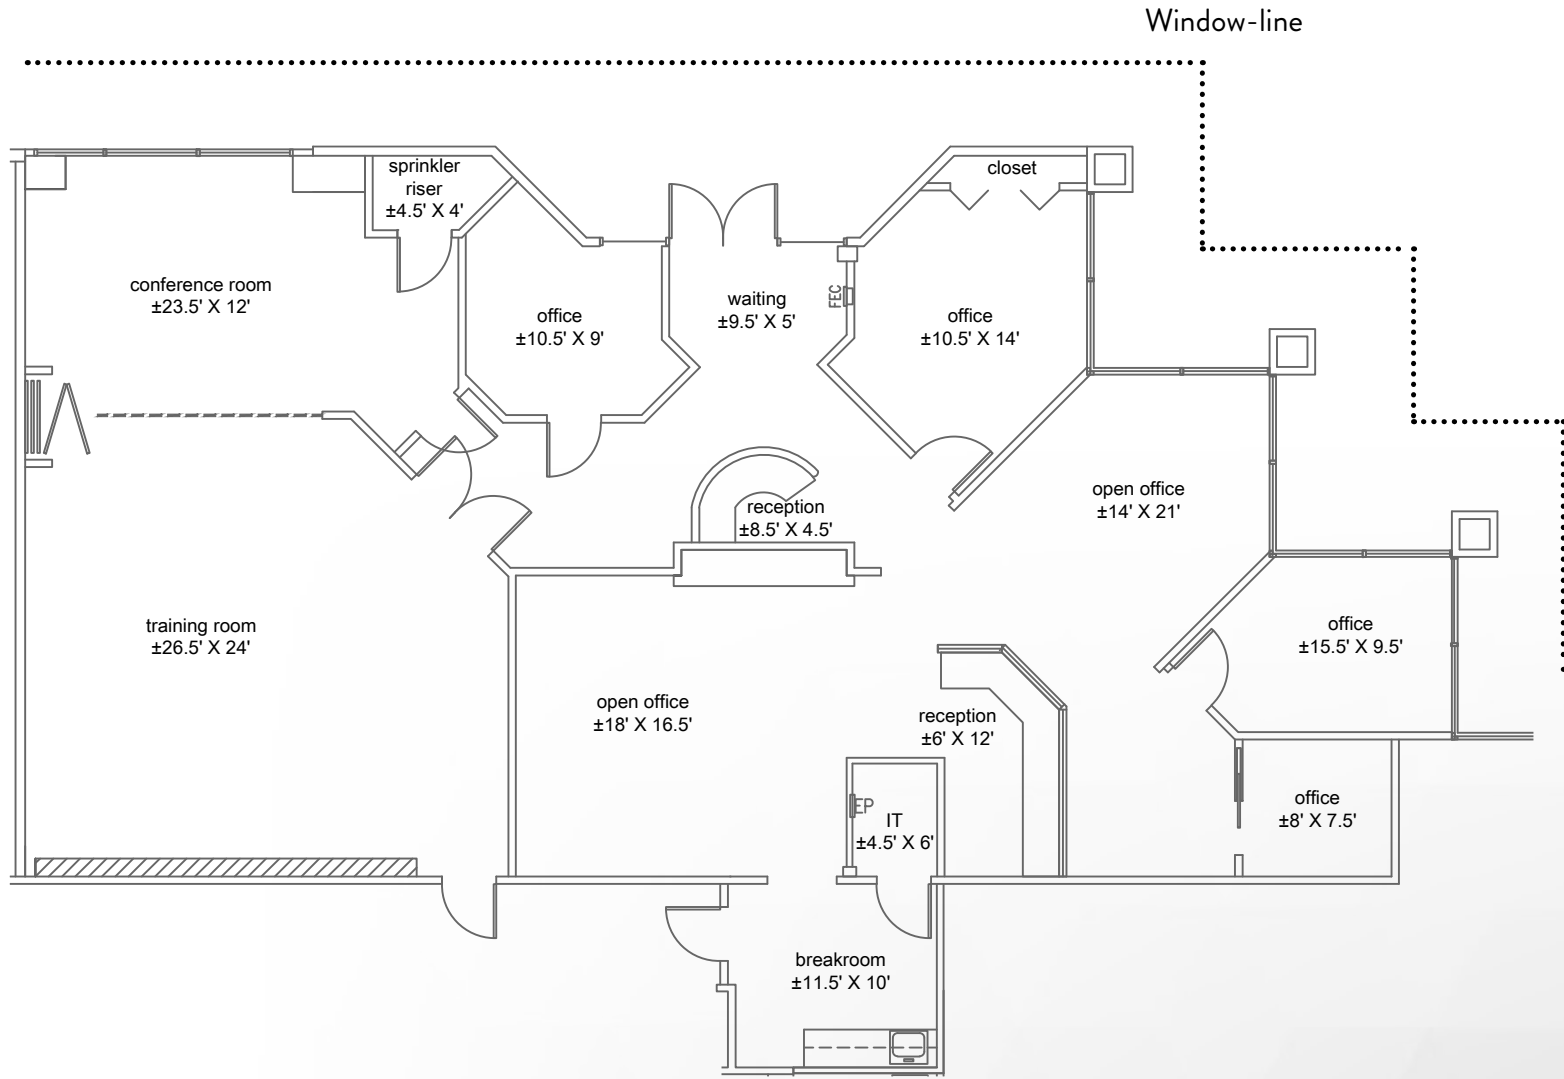 Window-line
sprinkler
riser
±4.5' X 4'
closet
conference room
±23.5' X 12'
office
±10.5' X 9'
waiting
±9.5' X 5'
FEC
office
±10.5' X 14'
open office
±14' X 21'
reception
±8.5' X 4.5'
training room
±26.5' X 24'
office
±15.5' X 9.5'
open office
±18' X 16.5'
reception
±6' X 12'
EP
IT
±4.5' X 6'
office
±8' X 7.5'
breakroom
±11.5' X 10'